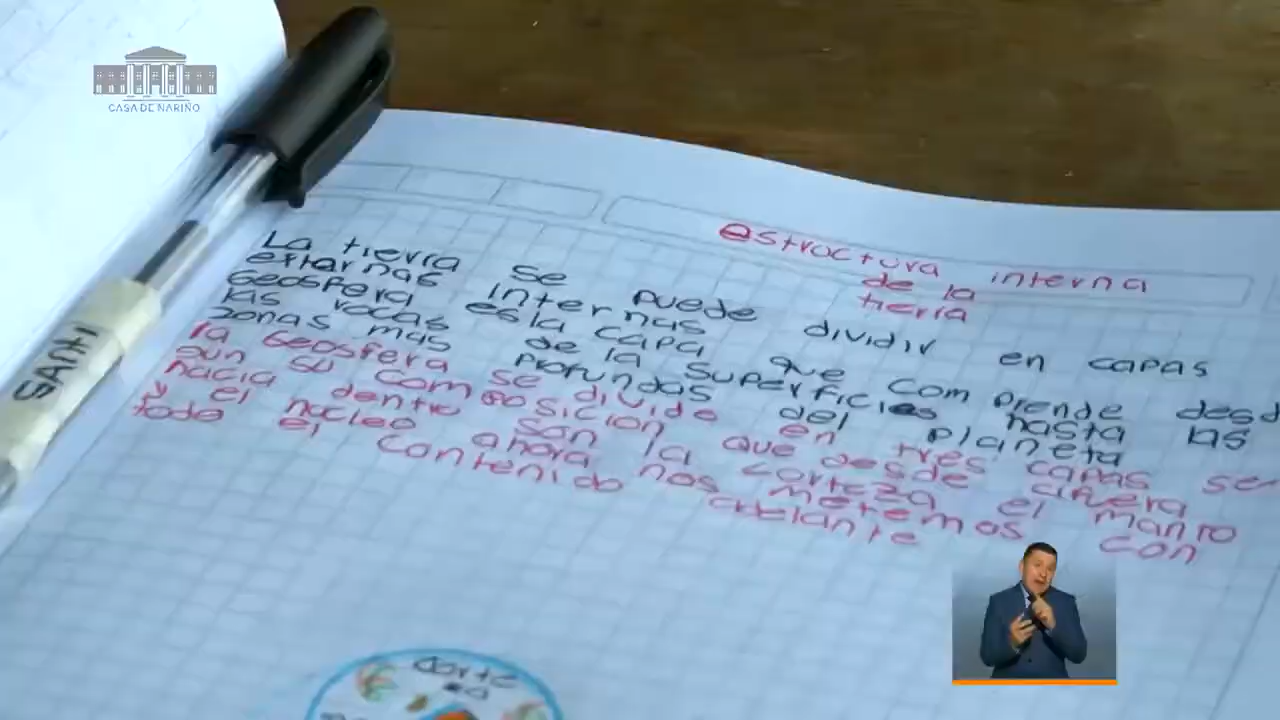 CASA DE NARIÑO
SANTI
estructura interna
de la
tierra
La tierra se puede dividir en capas
externas internas
Geosfera es la capa que comprende desd
las rocas de la superficies hasta las
zonas mas profundas del planeta
la Geosfera se divide en tres capas se
gun su composicion que desde afuera
hacia dentro son la corteza el manto
y el nucleo ahora nos metemos con
todo el contenido adelante
corte
za